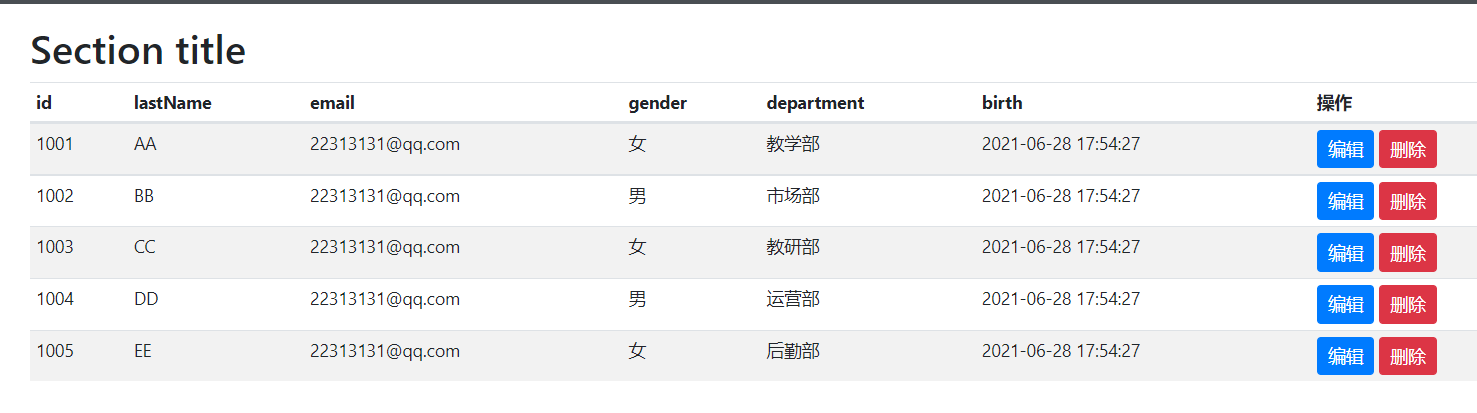 Section title
id lastName email gender department birth 操作
1001 AA 22313131@qq.com 女 教学部 2021-06-28 17:54:27 编辑 删除
1002 BB 22313131@qq.com 男 市场部 2021-06-28 17:54:27 编辑 删除
1003 CC 22313131@qq.com 女 教研部 2021-06-28 17:54:27 编辑 删除
1004 DD 22313131@qq.com 男 运营部 2021-06-28 17:54:27 编辑 删除
1005 EE 22313131@qq.com 女 后勤部 2021-06-28 17:54:27 编辑 删除